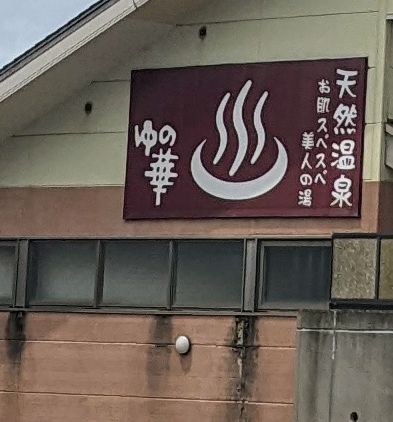 天然温泉
お肌スベスベ
美人の湯
ゆの
華